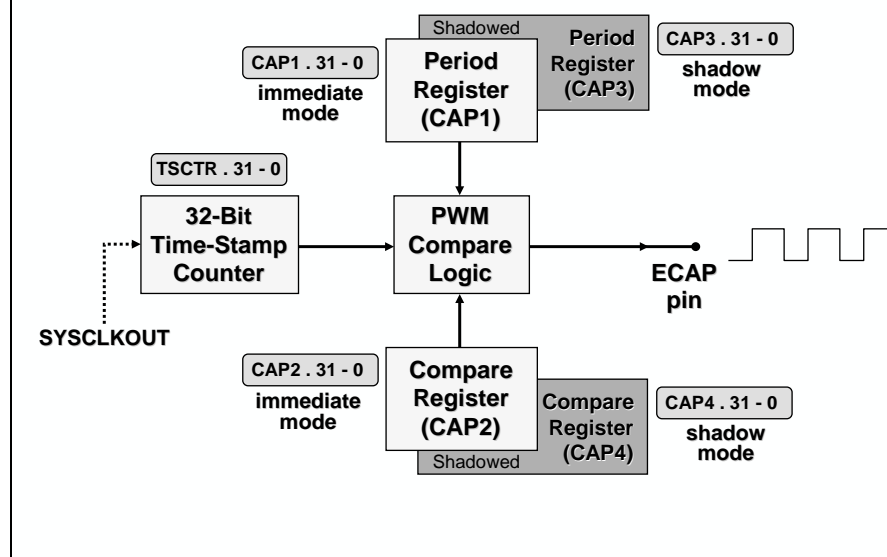 Shadowed
Period
Register
(CAP3)
CAP3 . 31 - 0
shadow
mode
CAP1 . 31 - 0
immediate
mode
Period
Register
(CAP1)
TSCTR . 31 - 0
32-Bit
Time-Stamp
Counter
PWM
Compare
Logic
ECAP
pin
SYSCLKOUT
CAP2 . 31 - 0
immediate
mode
Compare
Register
(CAP2)
Compare
Register
(CAP4)
Shadowed
CAP4 . 31 - 0
shadow
mode